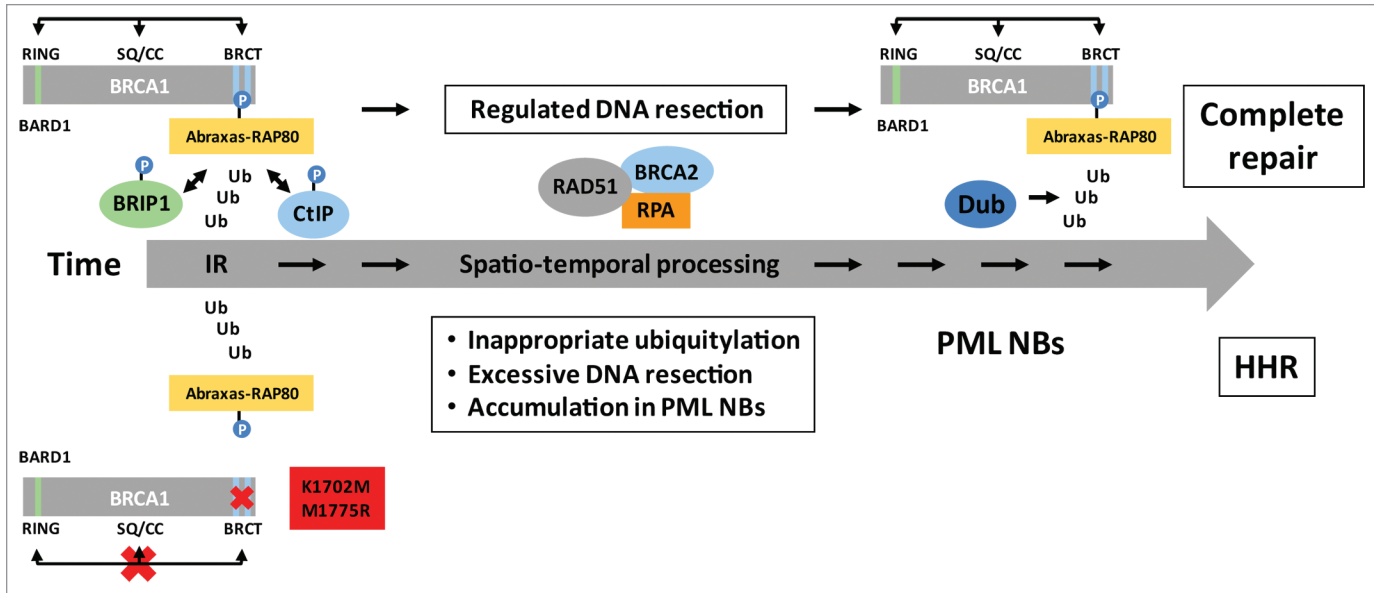 RING SQ/CC BRCT
BRCA1
P
BARD1
Abraxas-RAP80
P
BRIP1
P
CtIP
Ub
Ub
Ub
Regulated DNA resection
RAD51
BRCA2
RPA
RING SQ/CC BRCT
BRCA1
P
BARD1
Abraxas-RAP80
Dub
Ub
Ub
Ub
Complete
repair
Time
IR
Spatio-temporal processing
Ub
Ub
Ub
Abraxas-RAP80
P
BARD1
BRCA1
RING SQ/CC BRCT
K1702M
M1775R
• Inappropriate ubiquitylation
• Excessive DNA resection
• Accumulation in PML NBs
PML NBs
HHR